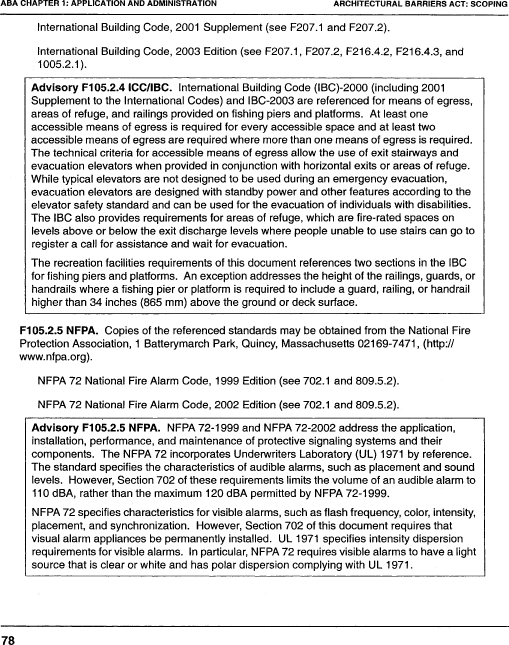 ABA CHAPTER 1: APPLICATION AND ADMINISTRATION ARCHITECTURAL BARRIERS ACT: SCOPING
International Building Code, 2001 Supplement (see F207.1 and F207.2).
International Building Code, 2003 Edition (see F207.1, F207.2, F216.4.2, F216.4.3, and
1005.2.1).
Advisory F105.2.4 ICC/IBC. International Building Code (IBC)-2000 (including 2001
Supplement to the International Codes) and IBC-2003 are referenced for means of egress,
areas of refuge, and railings provided on fishing piers and platforms. At least one
accessible means of egress is required for every accessible space and at least two
accessible means of egress are required where more than one means of egress is required.
The technical criteria for accessible means of egress allow the use of exit stairways and
evacuation elevators when provided in conjunction with horizontal exits or areas of refuge.
While typical elevators are not designed to be used during an emergency evacuation,
evacuation elevators are designed with standby power and other features according to the
elevator safety standard and can be used for the evacuation of individuals with disabilities.
The IBC also provides requirements for areas of refuge, which are fire-rated spaces on
levels above or below the exit discharge levels where people unable to use stairs can go to
register a call for assistance and wait for evacuation.
The recreation facilities requirements of this document references two sections in the IBC
for fishing piers and platforms. An exception addresses the height of the railings, guards, or
handrails where a fishing pier or platform is required to include a guard, railing, or handrail
higher than 34 inches (865 mm) above the ground or deck surface.
F105.2.5 NFPA. Copies of the referenced standards may be obtained from the National Fire
Protection Association, 1 Batterymarch Park, Quincy, Massachusetts 02169-7471, (http://
www.nfpa.org).
NFPA 72 National Fire Alarm Code, 1999 Edition (see 702.1 and 809.5.2).
NFPA 72 National Fire Alarm Code, 2002 Edition (see 702.1 and 809.5.2).
Advisory F105.2.5 NFPA. NFPA 72-1999 and NFPA 72-2002 address the application,
installation, performance, and maintenance of protective signaling systems and their
components. The NFPA 72 incorporates Underwriters Laboratory (UL) 1971 by reference.
The standard specifies the characteristics of audible alarms, such as placement and sound
levels. However, Section 702 of these requirements limits the volume of an audible alarm to
110 dBA, rather than the maximum 120 dBA permitted by NFPA 72-1999.
NFPA 72 specifies characteristics for visible alarms, such as flash frequency, color, intensity,
placement, and synchronization. However, Section 702 of this document requires that
visual alarm appliances be permanently installed. UL 1971 specifies intensity dispersion
requirements for visible alarms. In particular, NFPA 72 requires visible alarms to have a light
source that is clear or white and has polar dispersion complying with UL 1971.
78